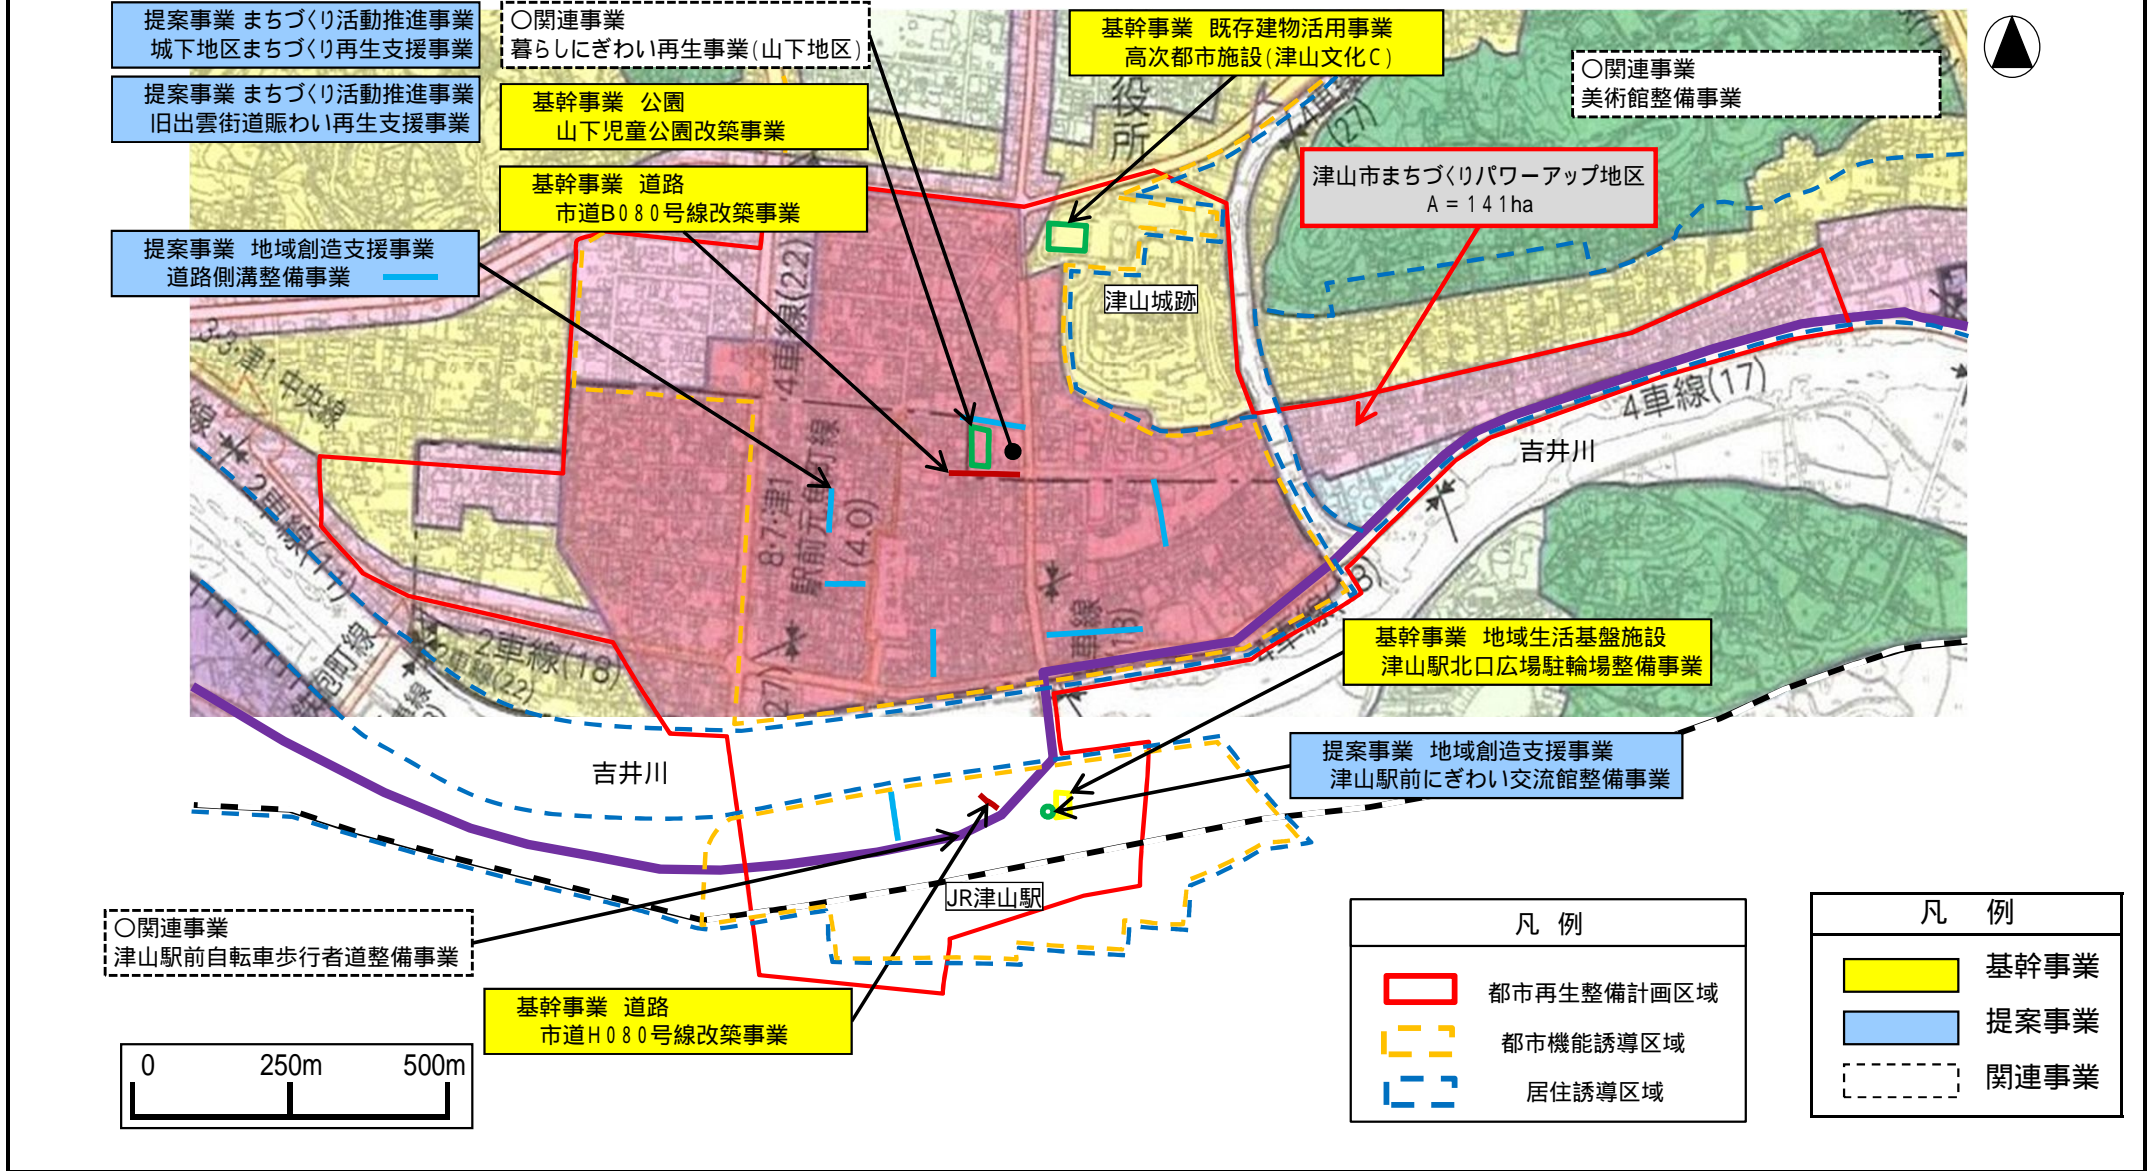 提案事業 まちづくり活動推進事業
城下地区まちづくり再生支援事業
提案事業 まちづくり活動推進事業
旧出雲街道賑わい再生支援事業
○関連事業
暮らしにぎわい再生事業(山下地区)
基幹事業 公園
山下児童公園改築事業
基幹事業 道路
市道B080号線改築事業
提案事業 地域創造支援事業
道路側溝整備事業
基幹事業 既存建物活用事業
高次都市施設(津山文化C)
○関連事業
美術館整備事業
津山市まちづくりパワーアップ地区
A=141ha
役所
(27)
津山城跡
4車線(22)
3・3・津1 中央線
4車線(17)
吉井川
8・7・津1
駅前元魚町線
(4.0)
2車線(11)
2車線(18)
(22)
車線
基幹事業 地域生活基盤施設
津山駅北口広場駐輪場整備事業
提案事業 地域創造支援事業
津山駅前にぎわい交流館整備事業
吉井川
JR津山駅
○関連事業
津山駅前自転車歩行者道整備事業
基幹事業 道路
市道H080号線改築事業
0 250m 500m
凡 例
都市再生整備計画区域
都市機能誘導区域
居住誘導区域
凡 例
基幹事業
提案事業
関連事業